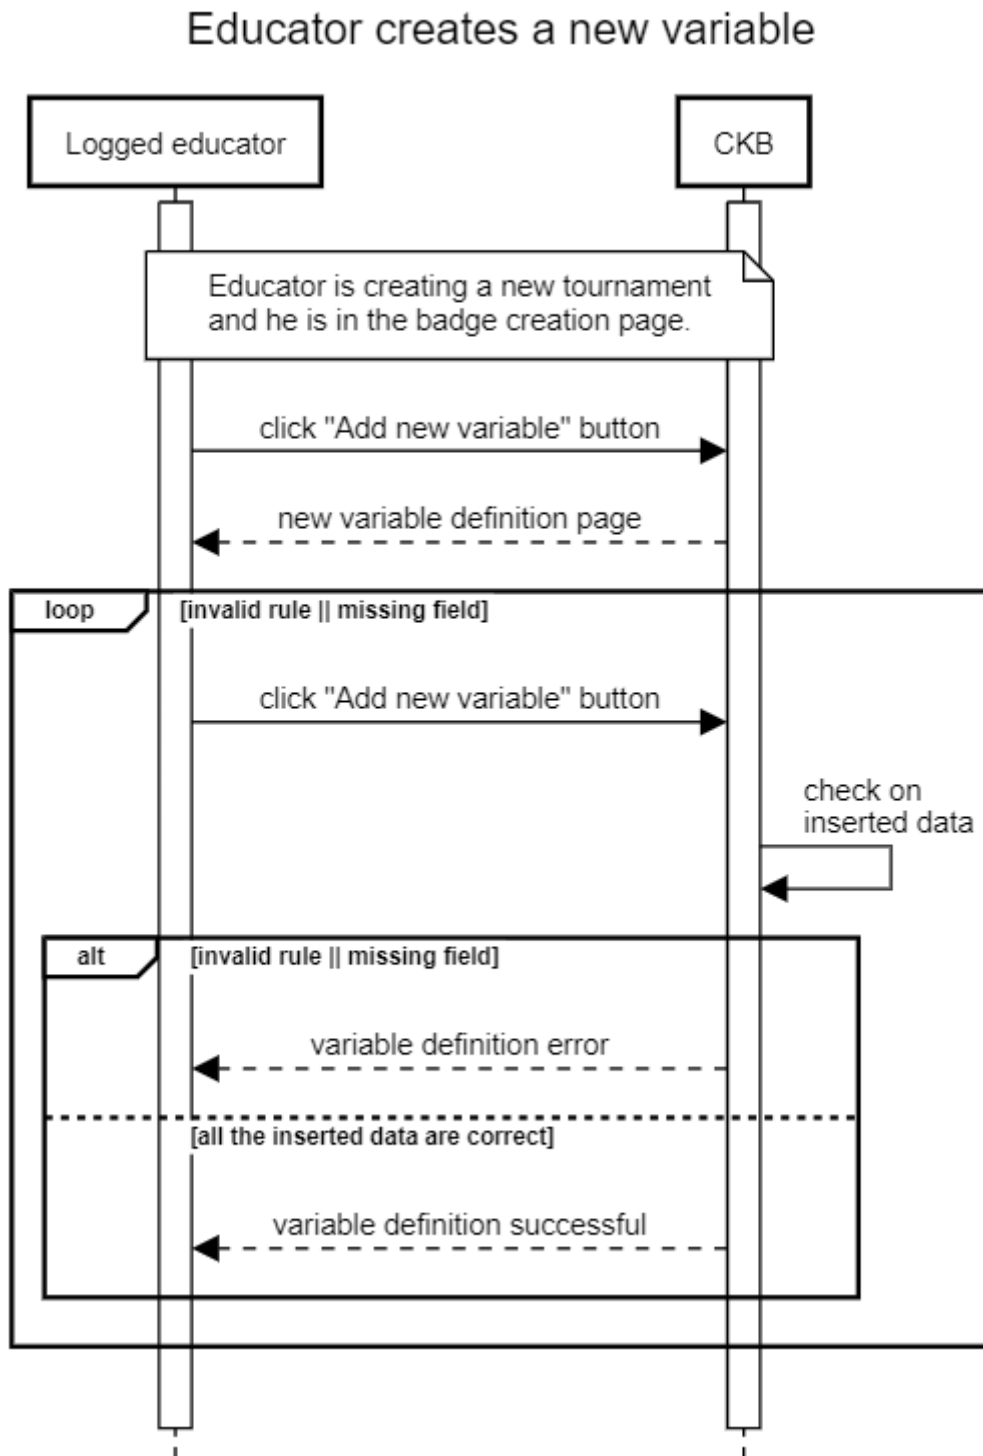 Educator creates a new variable
Logged educator
CKB
Educator is creating a new tournament
and he is in the badge creation page.
click "Add new variable" button
new variable definition page
loop
[invalid rule || missing field]
click "Add new variable" button
check on
inserted data
alt
[invalid rule || missing field]
variable definition error
[all the inserted data are correct]
variable definition successful